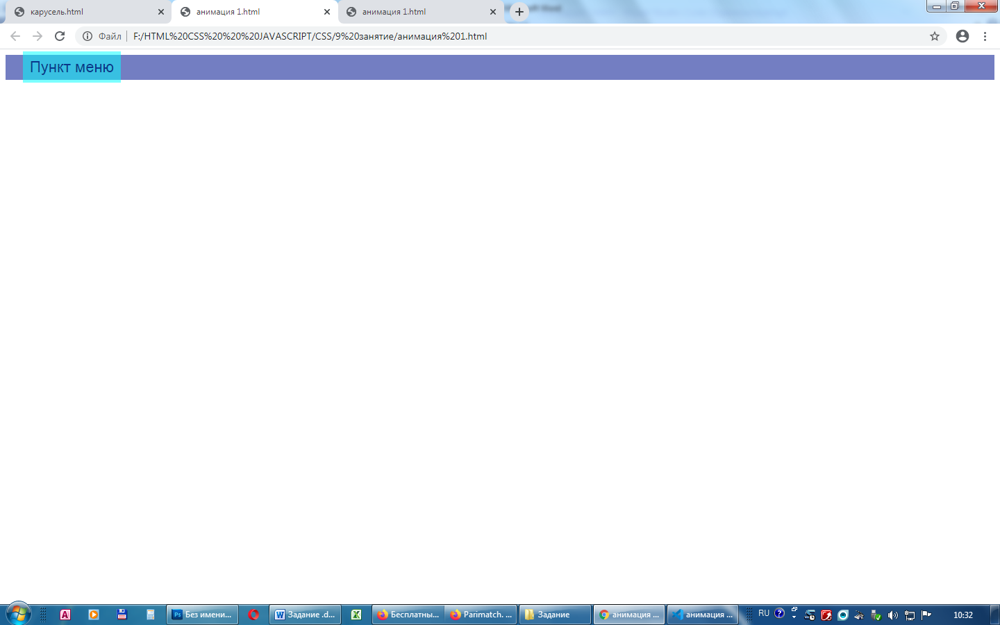 карусель.html
анимация 1.html
анимация 1.html
Файл
F:/HTML%20CSS%20%20%20JAVASCRIPT/CSS/9%20занятие/анимация%201.html
Пункт меню
Без имени...
Задание .d...
Бесплатны...
Parimatch. ...
Задание
анимация ...
анимация ...
RU
10:32